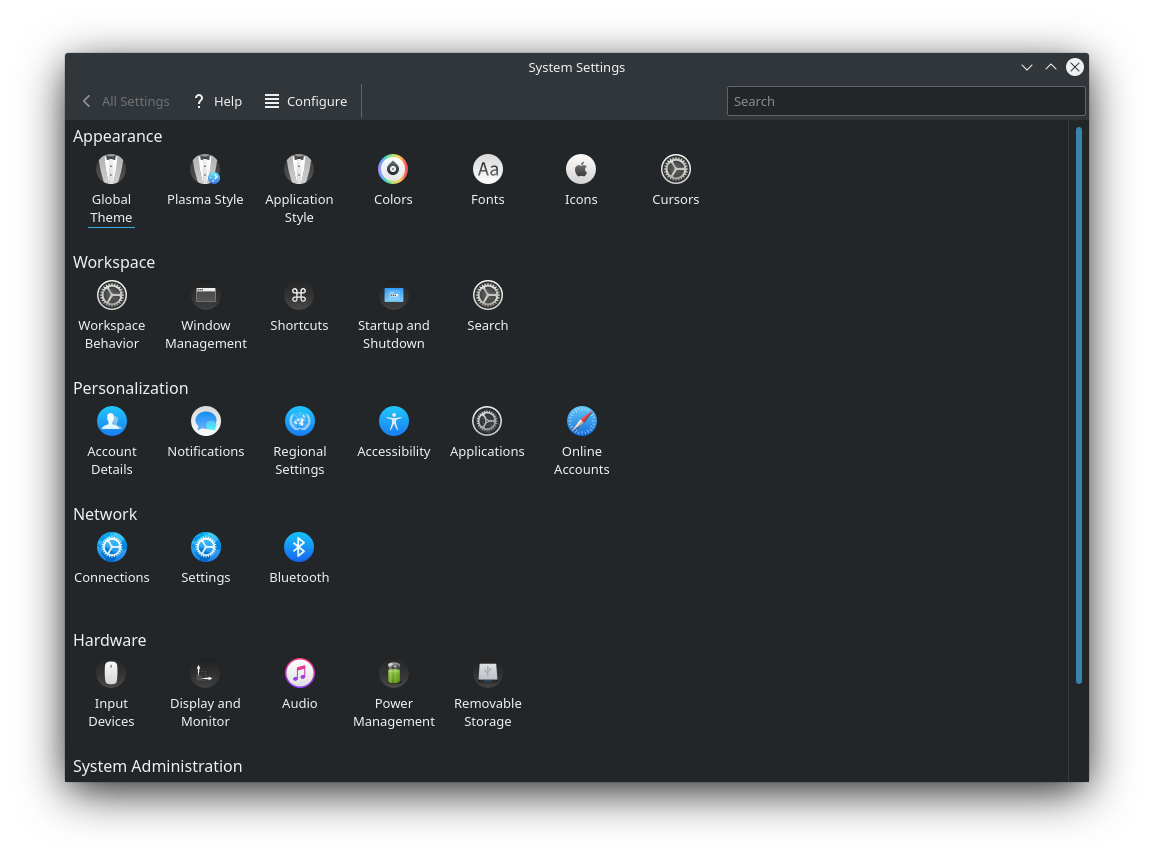 System Settings
All Settings Help Configure Search
Appearance
Global Theme
Plasma Style
Application Style
Colors
Aa
Fonts
Icons
Cursors
Workspace
Workspace Behavior
Window Management
Shortcuts
Startup and Shutdown
Search
Personalization
Account Details
Notifications
Regional Settings
Accessibility
Applications
Online Accounts
Network
Connections
Settings
Bluetooth
Hardware
Input Devices
Display and Monitor
Audio
Power Management
Removable Storage
System Administration